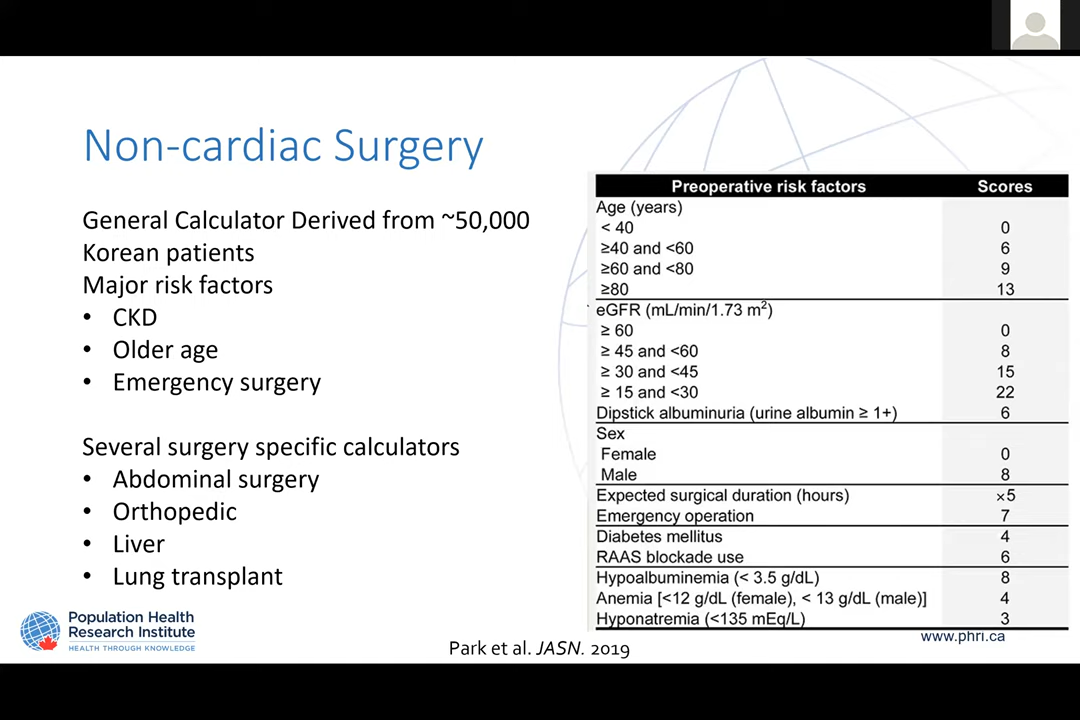 Non-cardiac Surgery
General Calculator Derived from ~50,000
Korean patients
Major risk factors
• CKD
• Older age
• Emergency surgery
Several surgery specific calculators
• Abdominal surgery
• Orthopedic
• Liver
• Lung transplant
Preoperative risk factors Scores
Age (years)
< 40 0
≥40 and <60 6
≥60 and <80 9
≥80 13
eGFR (mL/min/1.73 m²)
≥ 60 0
≥ 45 and <60 8
≥ 30 and <45 15
≥ 15 and <30 22
Dipstick albuminuria (urine albumin ≥ 1+) 6
Sex
Female 0
Male 8
Expected surgical duration (hours) ×5
Emergency operation 7
Diabetes mellitus 4
RAAS blockade use 6
Hypoalbuminemia (< 3.5 g/dL) 8
Anemia [<12 g/dL (female), < 13 g/dL (male)] 4
Hyponatremia (<135 mEq/L) 3
Population Health
Research Institute
HEALTH THROUGH KNOWLEDGE
Park et al. JASN. 2019
www.phri.ca